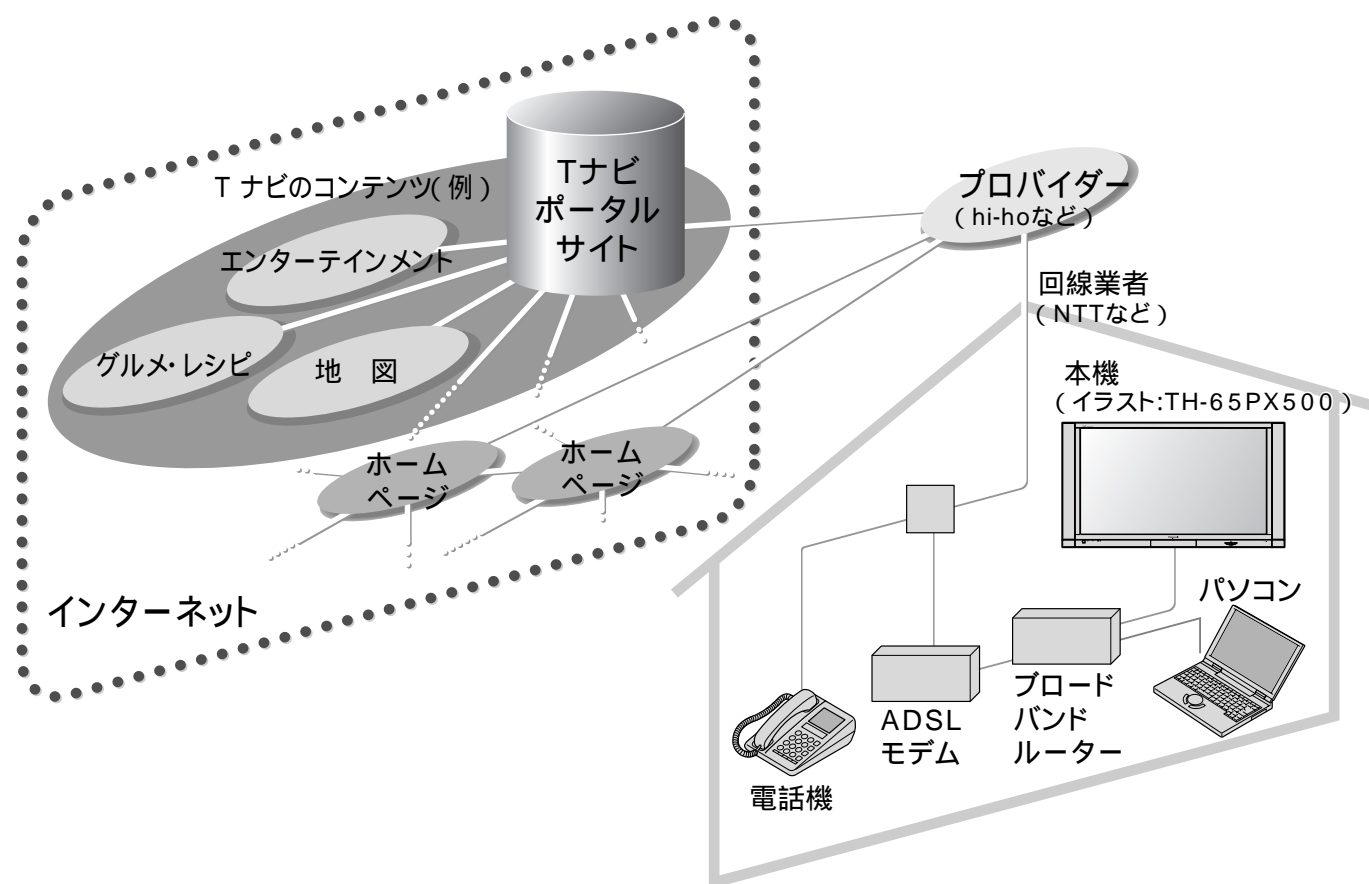 Tナビのコンテンツ(例)
Tナビ
ポータル
サイト
エンターテインメント
グルメ・レシピ
地 図
ホーム
ページ
ホーム
ページ
インターネット
プロバイダー
(hi-hoなど)
回線業者
(NTTなど)
本機
(イラスト:TH-65PX500)
パソコン
ブロード
バンド
ルーター
ADSL
モデム
電話機